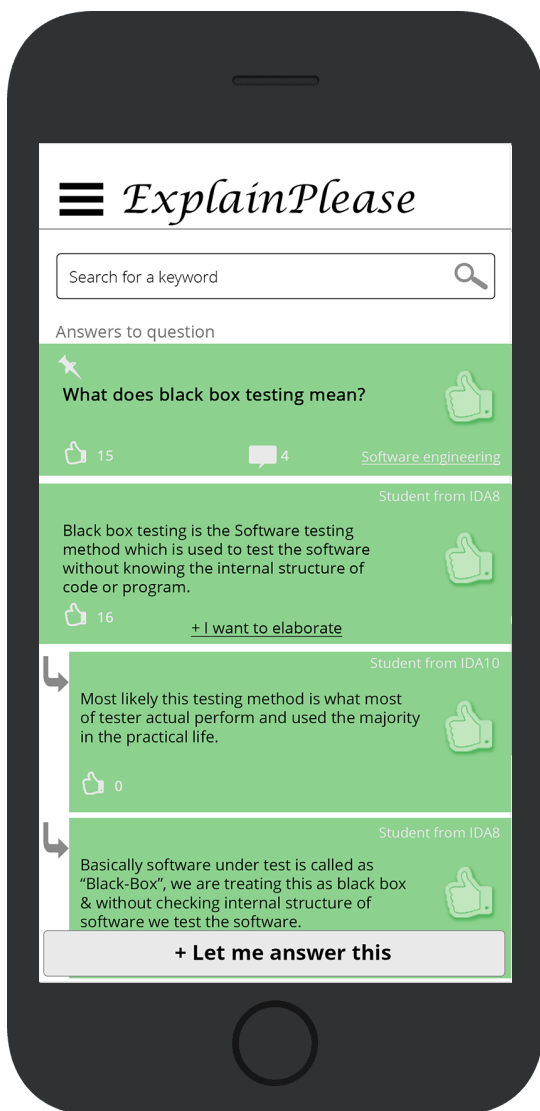 ExplainPlease
Search for a keyword
Answers to question
What does black box testing mean?
15
4
Software engineering
Student from IDA8
Black box testing is the Software testing
method which is used to test the software
without knowing the internal structure of
code or program.
16
+ I want to elaborate
Student from IDA10
Most likely this testing method is what most
of tester actual perform and used the majority
in the practical life.
0
Student from IDA8
Basically software under test is called as
“Black-Box”, we are treating this as black box
& without checking internal structure of
software we test the software.
+ Let me answer this